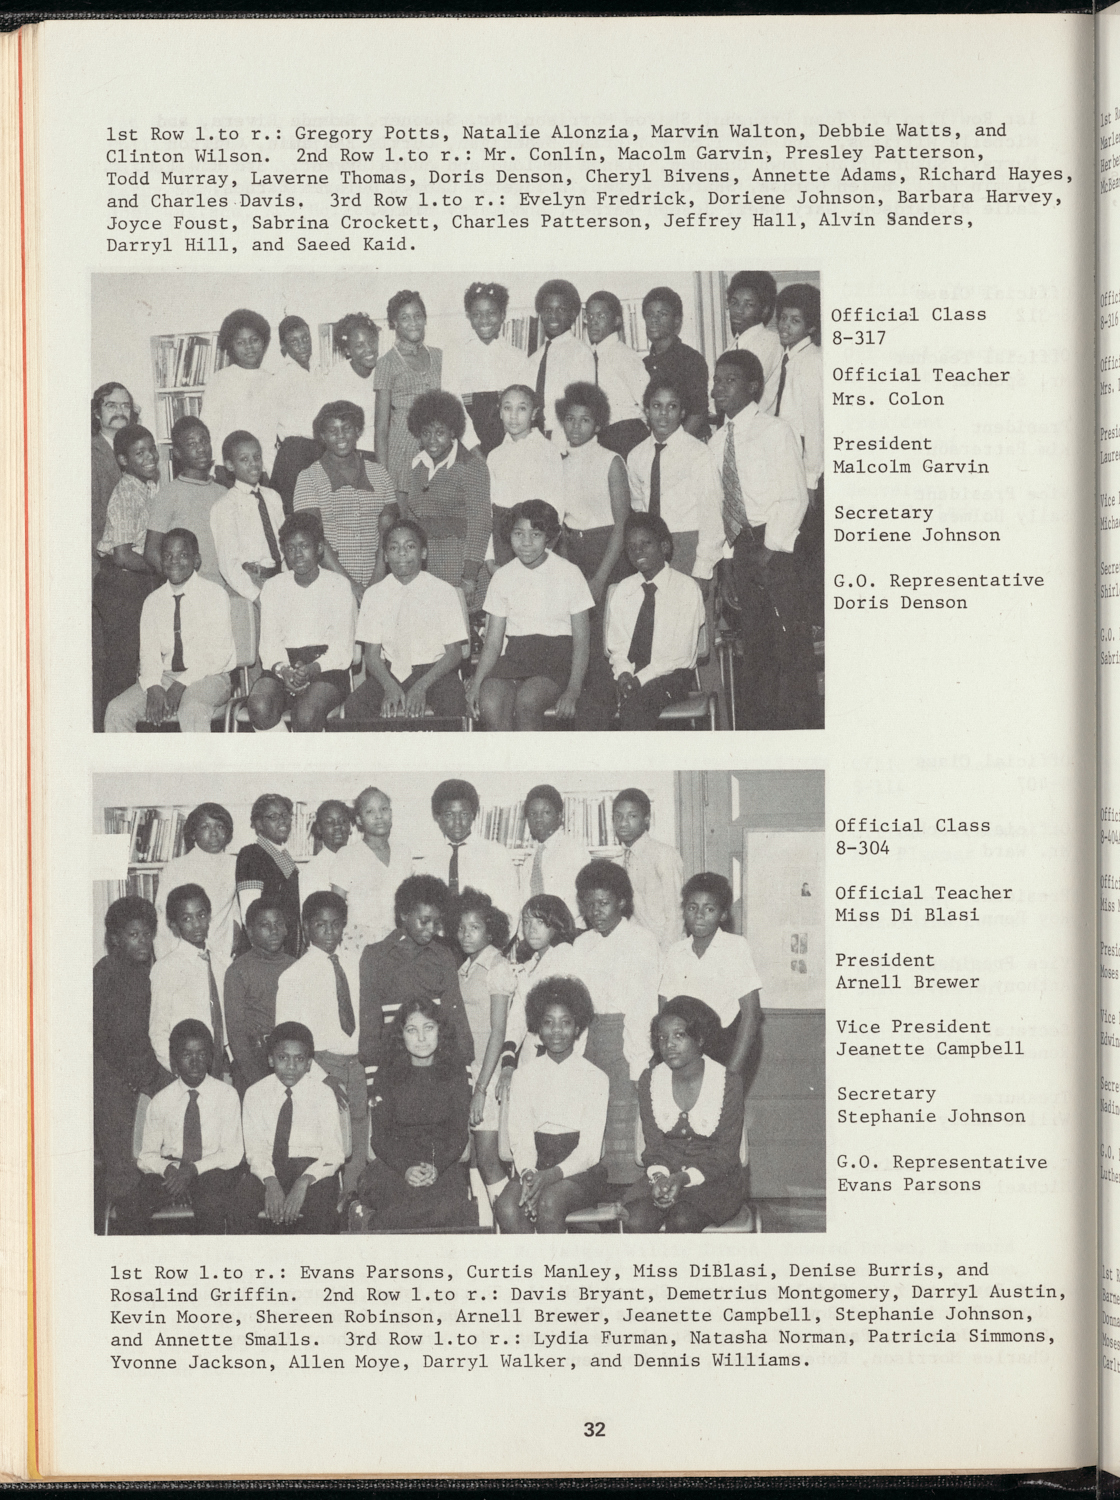 1st Row l.to r.: Gregory Potts, Natalie Alonzia, Marvin Walton, Debbie Watts, and
Clinton Wilson. 2nd Row l.to r.: Mr. Conlin, Macolm Garvin, Presley Patterson,
Todd Murray, Laverne Thomas, Doris Denson, Cheryl Bivens, Annette Adams, Richard Hayes,
and Charles Davis. 3rd Row l.to r.: Evelyn Fredrick, Doriene Johnson, Barbara Harvey,
Joyce Foust, Sabrina Crockett, Charles Patterson, Jeffrey Hall, Alvin Sanders,
Darryl Hill, and Saeed Kaid.
Official Class
8-317
Official Teacher
Mrs. Colon
President
Malcolm Garvin
Secretary
Doriene Johnson
G.O. Representative
Doris Denson
Official Class
8-304
Official Teacher
Miss Di Blasi
President
Arnell Brewer
Vice President
Jeanette Campbell
Secretary
Stephanie Johnson
G.O. Representative
Evans Parsons
1st Row l.to r.: Evans Parsons, Curtis Manley, Miss DiBlasi, Denise Burris, and
Rosalind Griffin. 2nd Row l.to r.: Davis Bryant, Demetrius Montgomery, Darryl Austin,
Kevin Moore, Shereen Robinson, Arnell Brewer, Jeanette Campbell, Stephanie Johnson,
and Annette Smalls. 3rd Row l.to r.: Lydia Furman, Natasha Norman, Patricia Simmons,
Yvonne Jackson, Allen Moye, Darryl Walker, and Dennis Williams.
32